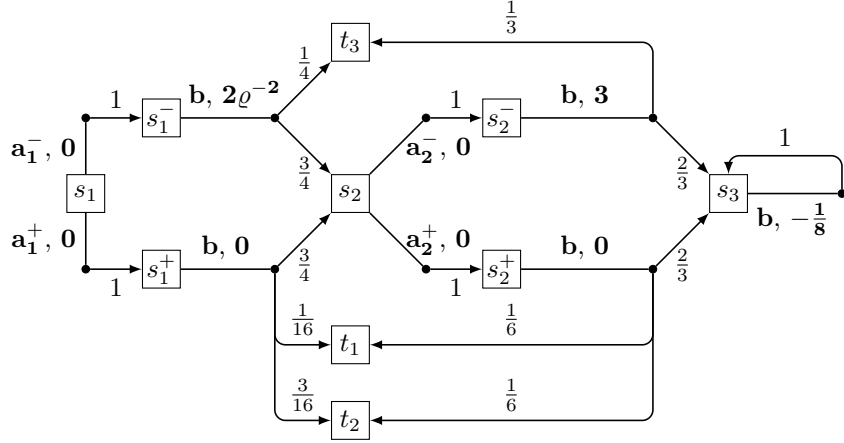 1/3
t₃
1/4
1
s₁⁻
b, 2ϱ⁻²
1
s₂⁻
b, 3
1
a₁⁻, 0
3/4
a₂⁻, 0
2/3
s₁
s₂
s₃
a₁⁺, 0
b, 0
a₂⁺, 0
b, 0
b, −1/8
1
s₁⁺
3/4
1
s₂⁺
2/3
1/16
t₁
1/6
3/16
t₂
1/6